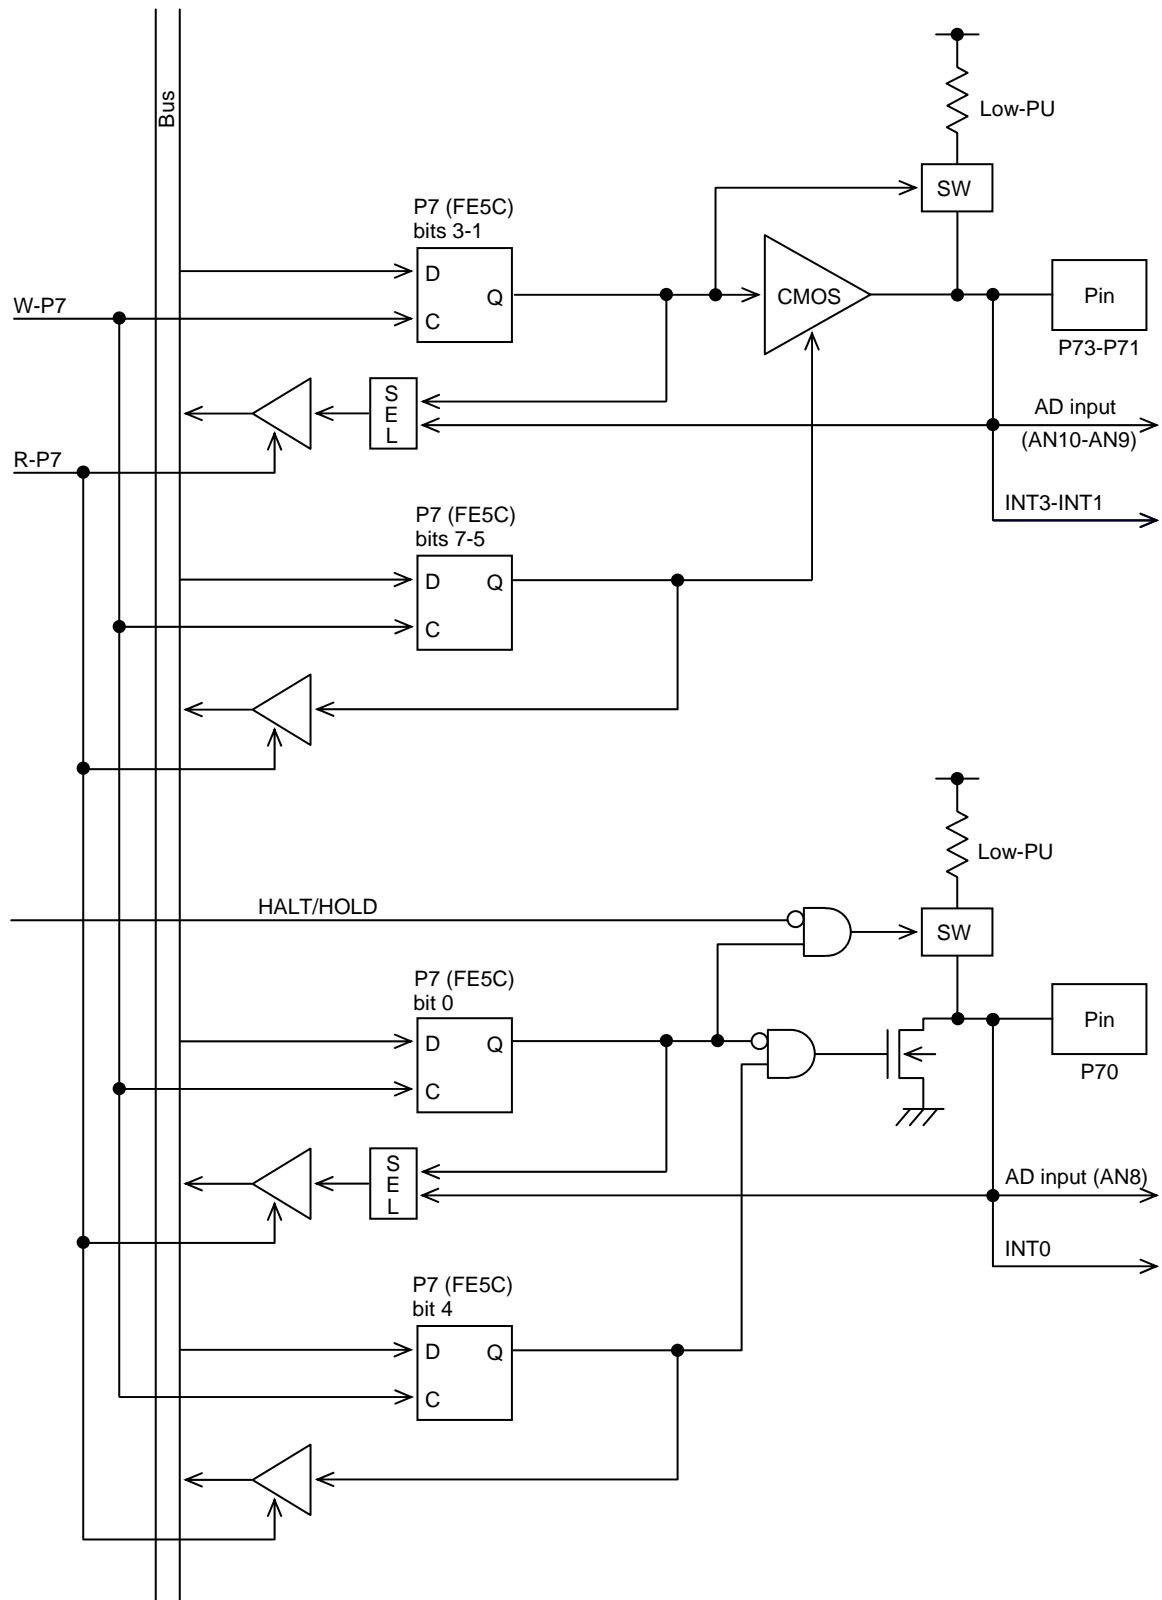 Bus
Low-PU
SW
P7 (FE5C)
bits 3-1
D
Q
C
CMOS
Pin
P73-P71
W-P7
S
E
L
AD input
(AN10-AN9)
R-P7
INT3-INT1
P7 (FE5C)
bits 7-5
D
Q
C
Low-PU
HALT/HOLD
SW
P7 (FE5C)
bit 0
D
Q
C
Pin
P70
S
E
L
AD input (AN8)
INT0
P7 (FE5C)
bit 4
D
Q
C